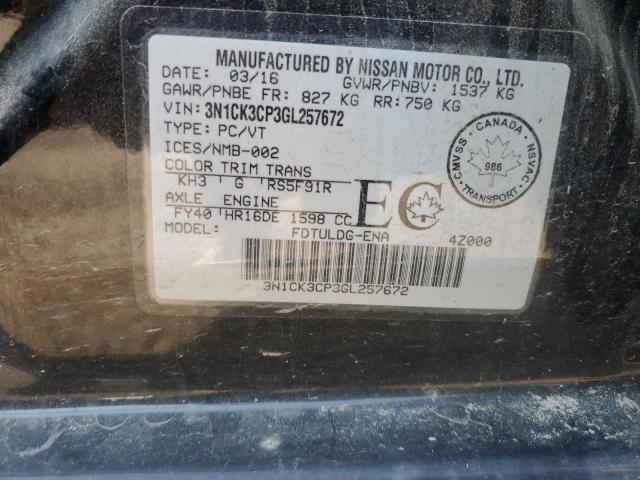 MANUFACTURED BY NISSAN MOTOR CO., LTD.
DATE: 03/16 GVWR/PNBV: 1537 KG
GAWR/PNBE FR: 827 KG RR: 750 KG
VIN: 3N1CK3CP3GL257672
TYPE: PC/VT
ICES/NMB-002
COLOR TRIM TRANS
KH3 G RS5F91R
AXLE ENGINE
FY40 HR16DE 1598 CC
MODEL: FDTULDG-ENA 4Z000
EC
CANADA
CMVSS 986 NSVAC
TRANSPORT
3N1CK3CP3GL257672